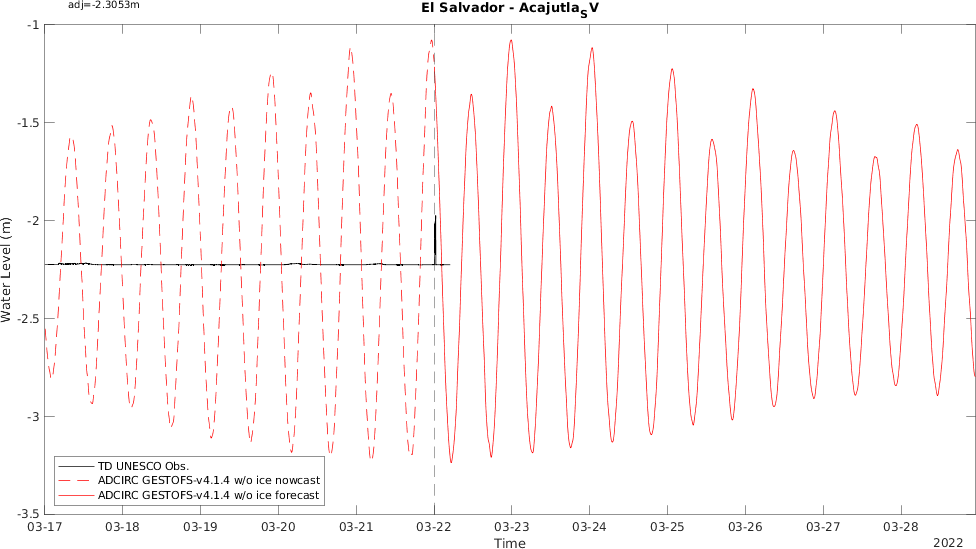 adj=-2.3053m
El Salvador - Acajutla_SV
Water Level (m)
-1
-1.5
-2
-2.5
-3
-3.5
TD UNESCO Obs.
ADCIRC GESTOFS-v4.1.4 w/o ice nowcast
ADCIRC GESTOFS-v4.1.4 w/o ice forecast
03-17 03-18 03-19 03-20 03-21 03-22 03-23 03-24 03-25 03-26 03-27 03-28
Time
2022